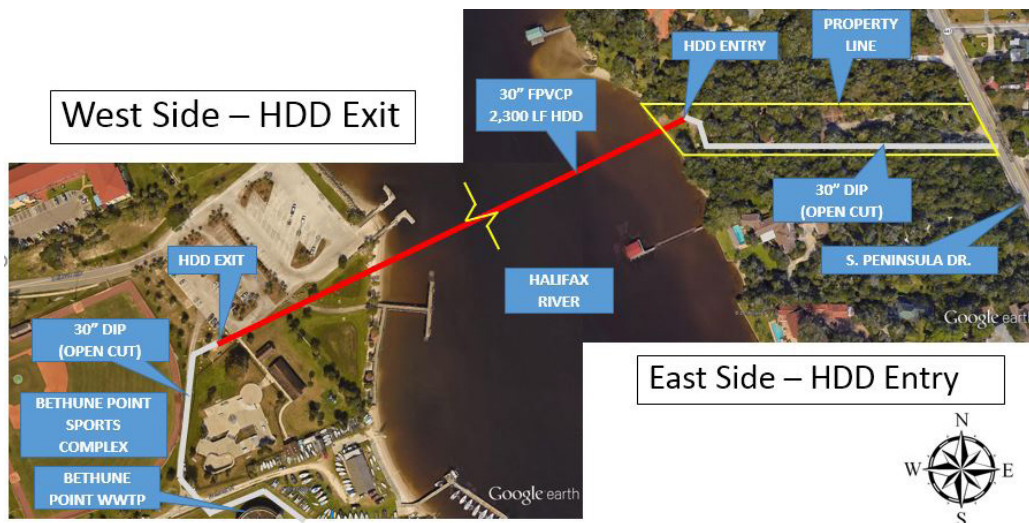 West Side – HDD Exit
HDD ENTRY
PROPERTY
LINE
30” FPVCP
2,300 LF HDD
30” DIP
(OPEN CUT)
S. PENINSULA DR.
Google earth
HDD EXIT
HALIFAX
RIVER
30” DIP
(OPEN CUT)
BETHUNE POINT
SPORTS
COMPLEX
BETHUNE
POINT WWTP
Google earth
East Side – HDD Entry
N
W E
S